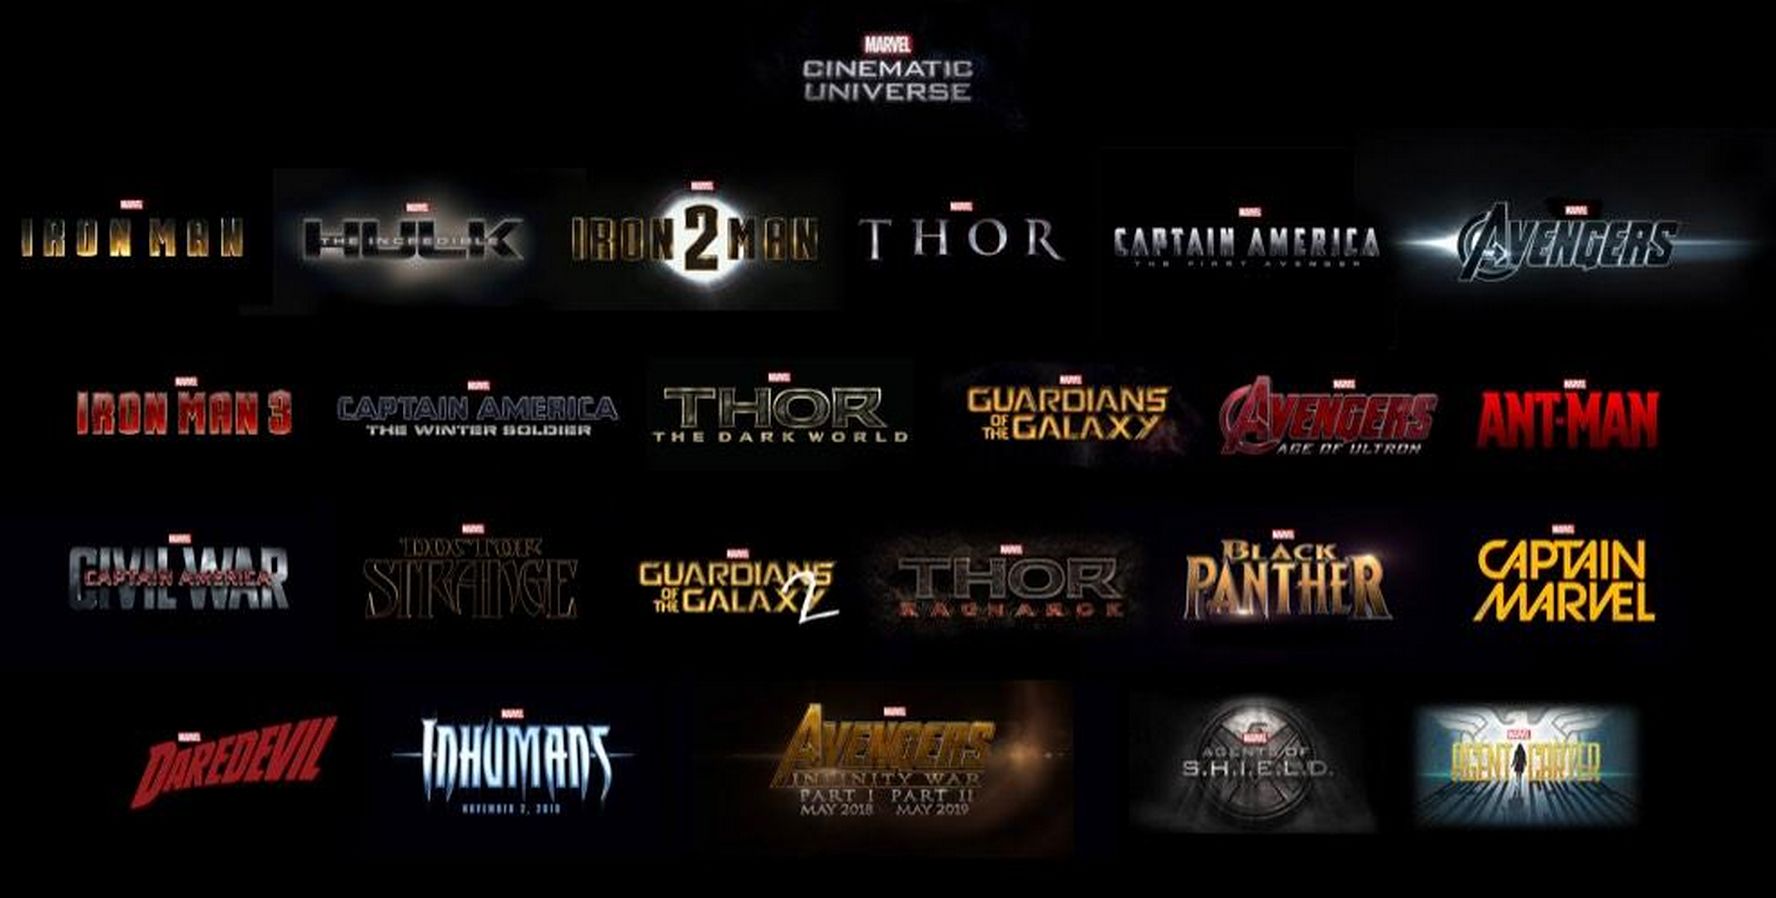 MARVEL
CINEMATIC
UNIVERSE
MARVEL
IRON MAN
MARVEL
THE INCREDIBLE
HULK
MARVEL
IRON MAN
2
MARVEL
THOR
MARVEL
CAPTAIN AMERICA
THE FIRST AVENGER
MARVEL
AVENGERS
MARVEL
IRON MAN 3
MARVEL
CAPTAIN AMERICA
THE WINTER SOLDIER
MARVEL
THOR
THE DARK WORLD
MARVEL
GUARDIANS
OF THE GALAXY
MARVEL
AVENGERS
AGE OF ULTRON
MARVEL
ANT-MAN
MARVEL
CIVIL WAR
CAPTAIN AMERICA
MARVEL
DOCTOR
STRANGE
MARVEL
GUARDIANS
OF THE GALAXY
2
MARVEL
THOR
RAGNAROK
MARVEL
BLACK
PANTHER
MARVEL
CAPTAIN
MARVEL
MARVEL
DAREDEVIL
MARVEL
INHUMANS
NOVEMBER 2, 2018
MARVEL
AVENGERS
INFINITY WAR
PART I PART II
MAY 2018 MAY 2019
MARVEL
AGENTS OF
S.H.I.E.L.D.
MARVEL
AGENT CARTER